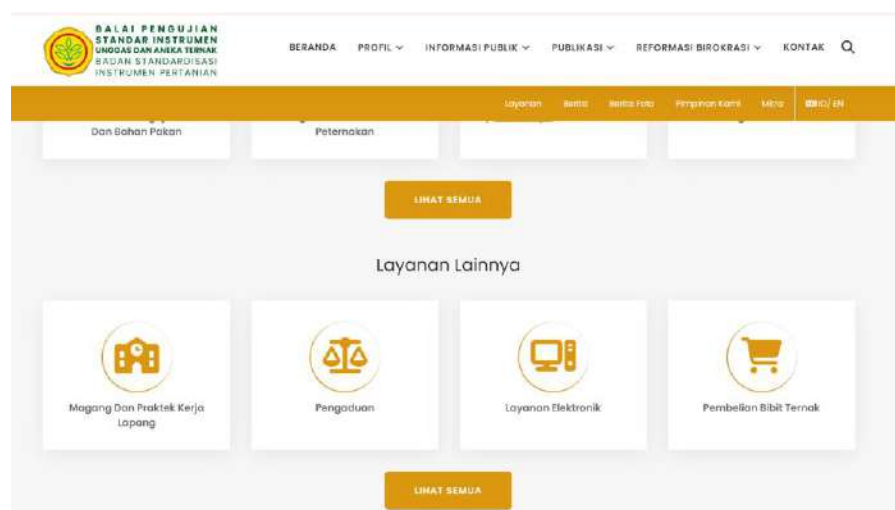 BALAI PENGUJIAN
STANDAR INSTRUMEN
UNGGAS DAN ANEKA TERNAK
BADAN STANDARDISASI
INSTRUMEN PERTANIAN
BERANDA PROFIL INFORMASI PUBLIK PUBLIKASI REFORMASI BIROKRASI KONTAK
Layanan Berita Berita Foto Pimpinan Kami Mitra ID/ EN
Dan Bahan Pakan
Peternakan
LIHAT SEMUA
Layanan Lainnya
Magang Dan Praktek Kerja
Lapang
Pengaduan
Layanan Elektronik
Pembelian Bibit Ternak
LIHAT SEMUA